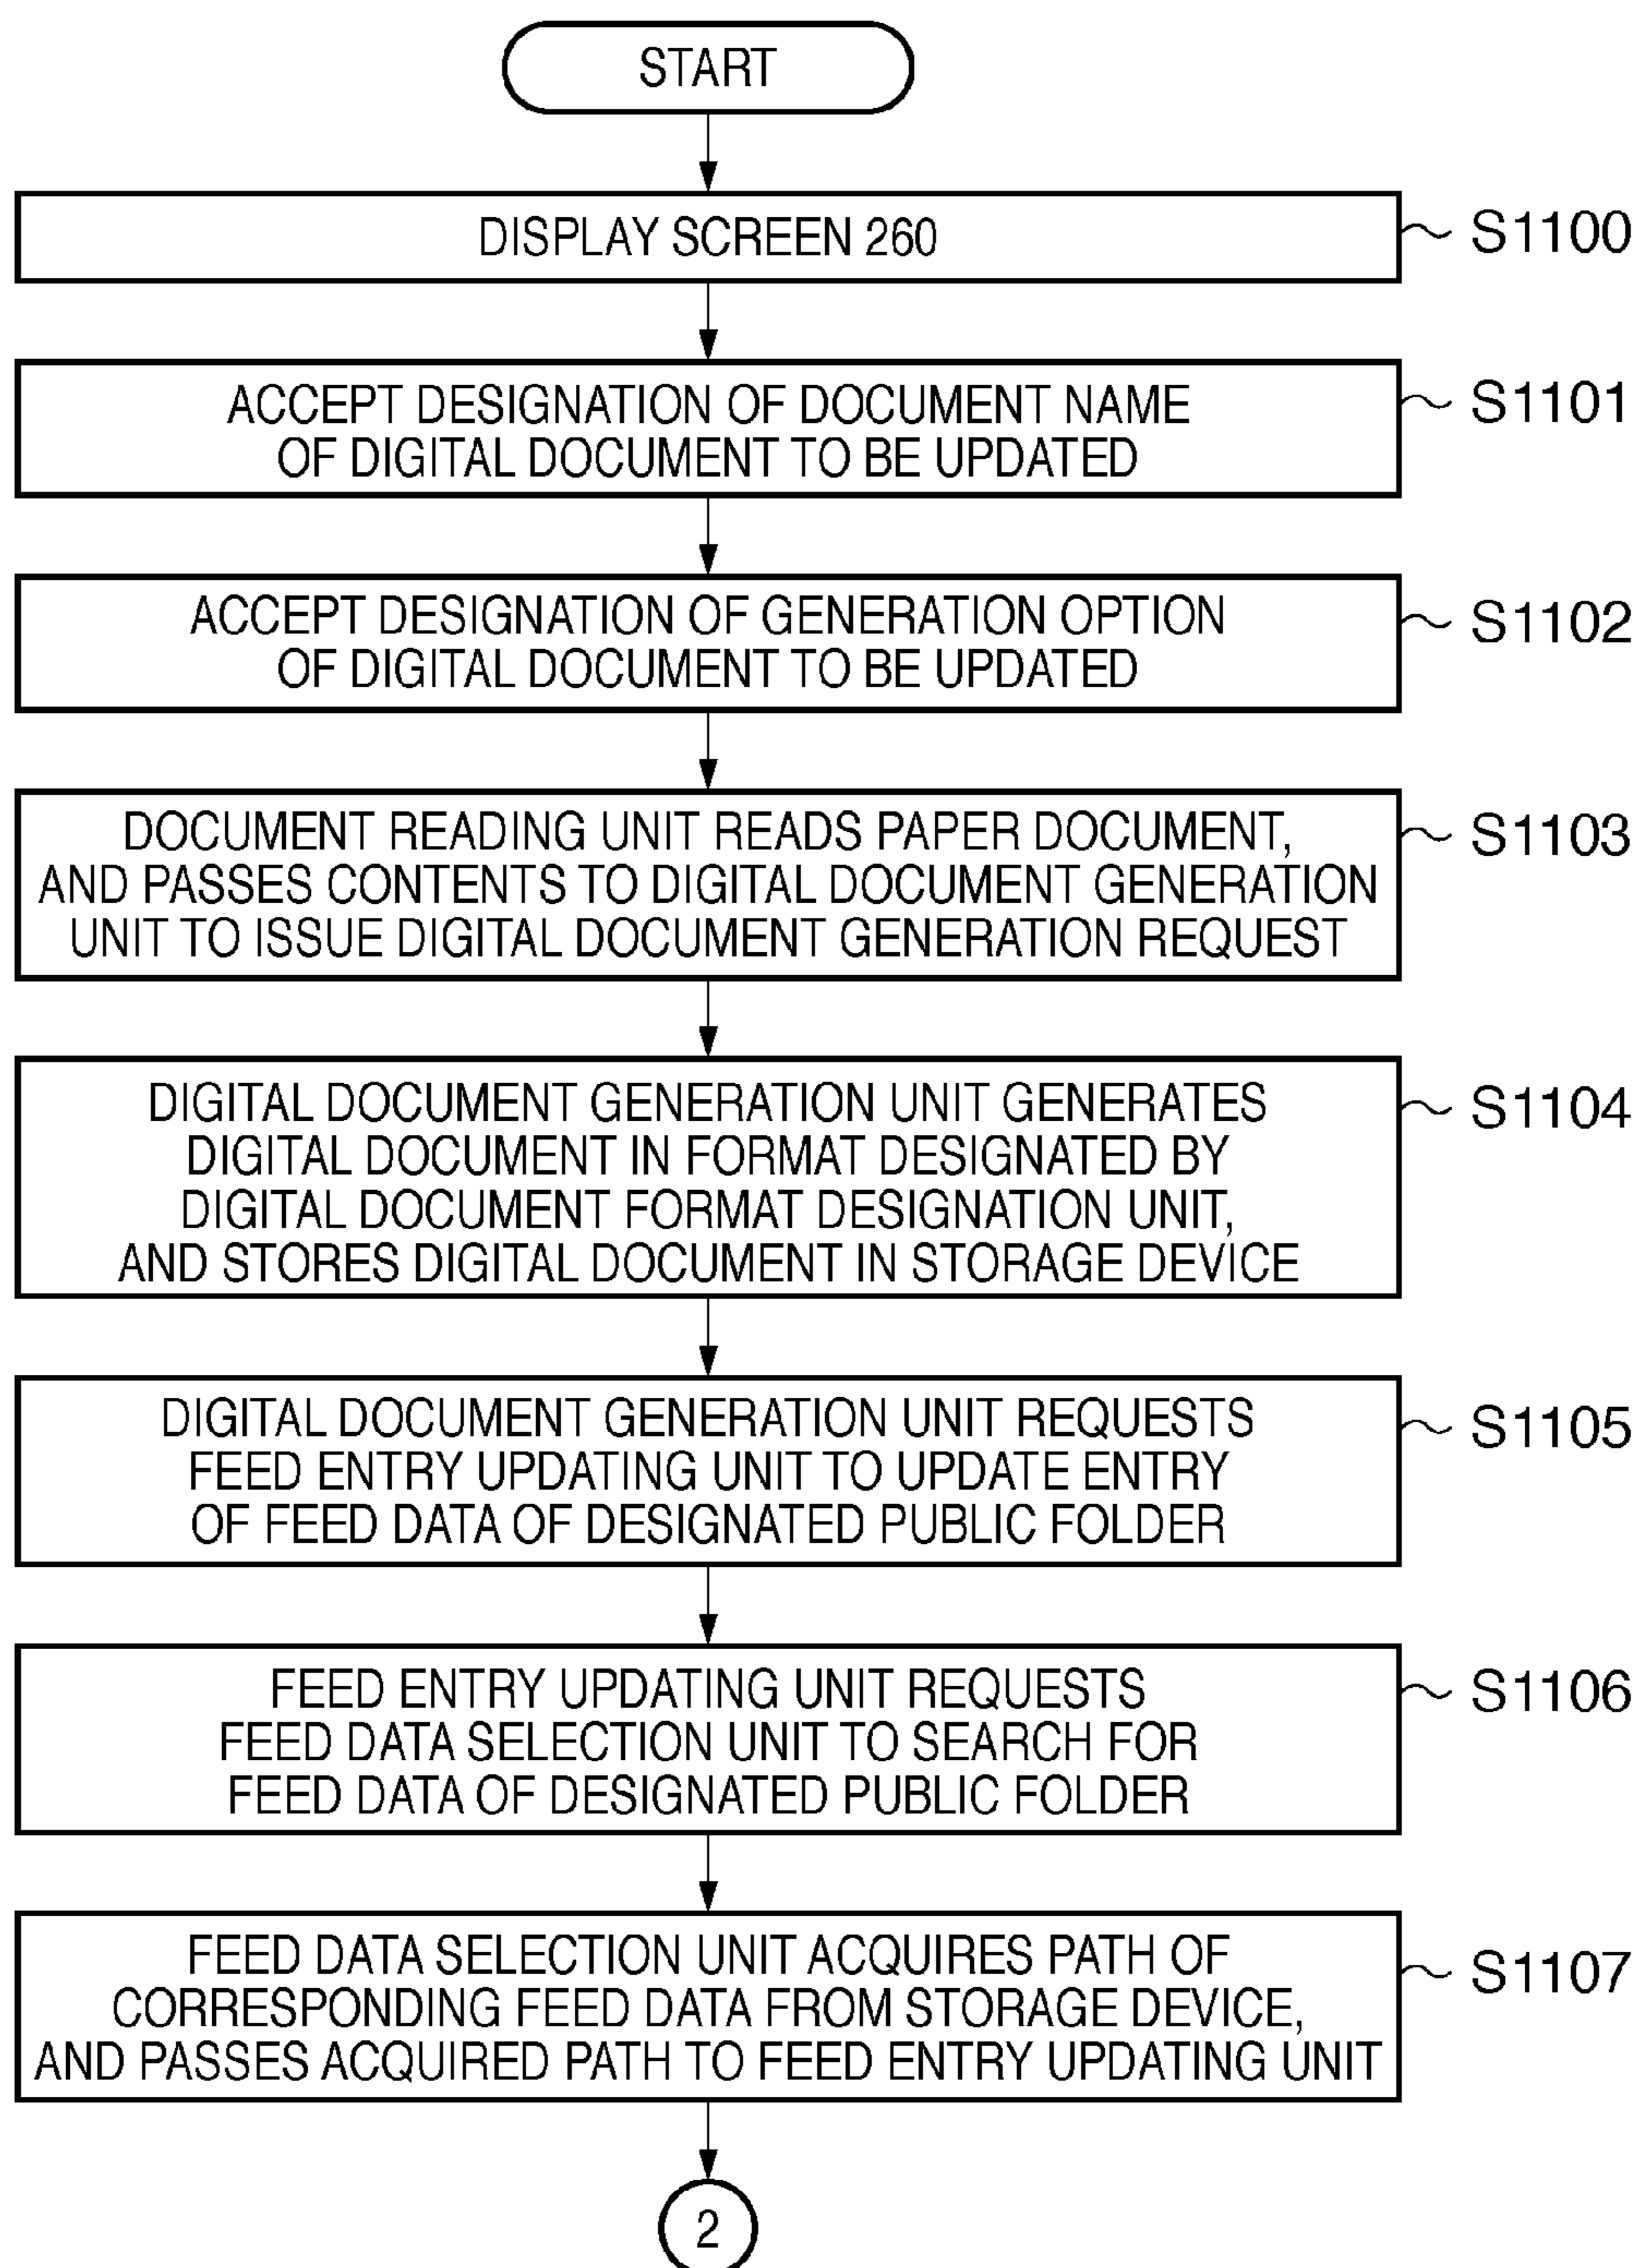 START
DISPLAY SCREEN 260
S1100
ACCEPT DESIGNATION OF DOCUMENT NAME
OF DIGITAL DOCUMENT TO BE UPDATED
S1101
ACCEPT DESIGNATION OF GENERATION OPTION
OF DIGITAL DOCUMENT TO BE UPDATED
S1102
DOCUMENT READING UNIT READS PAPER DOCUMENT,
AND PASSES CONTENTS TO DIGITAL DOCUMENT GENERATION
UNIT TO ISSUE DIGITAL DOCUMENT GENERATION REQUEST
S1103
DIGITAL DOCUMENT GENERATION UNIT GENERATES
DIGITAL DOCUMENT IN FORMAT DESIGNATED BY
DIGITAL DOCUMENT FORMAT DESIGNATION UNIT,
AND STORES DIGITAL DOCUMENT IN STORAGE DEVICE
S1104
DIGITAL DOCUMENT GENERATION UNIT REQUESTS
FEED ENTRY UPDATING UNIT TO UPDATE ENTRY
OF FEED DATA OF DESIGNATED PUBLIC FOLDER
S1105
FEED ENTRY UPDATING UNIT REQUESTS
FEED DATA SELECTION UNIT TO SEARCH FOR
FEED DATA OF DESIGNATED PUBLIC FOLDER
S1106
FEED DATA SELECTION UNIT ACQUIRES PATH OF
CORRESPONDING FEED DATA FROM STORAGE DEVICE,
AND PASSES ACQUIRED PATH TO FEED ENTRY UPDATING UNIT
S1107
2